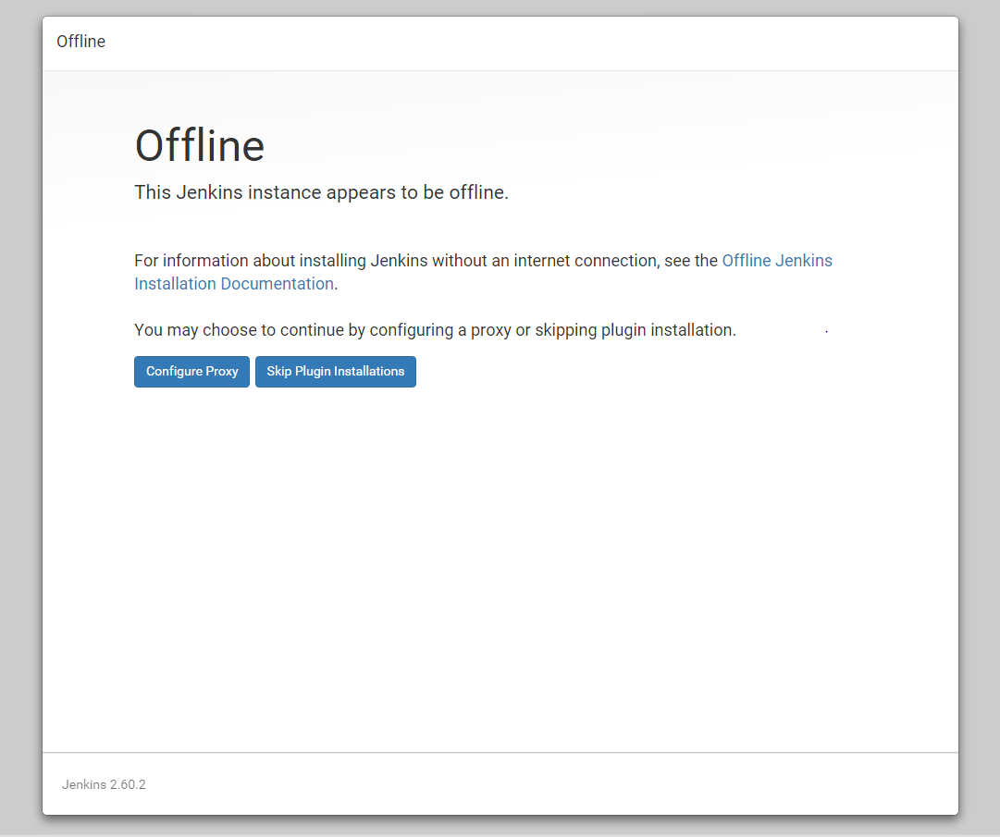 Offline
Offline
This Jenkins instance appears to be offline.
For information about installing Jenkins without an internet connection, see the Offline Jenkins
Installation Documentation.
You may choose to continue by configuring a proxy or skipping plugin installation.
Configure Proxy Skip Plugin Installations
Jenkins 2.60.2